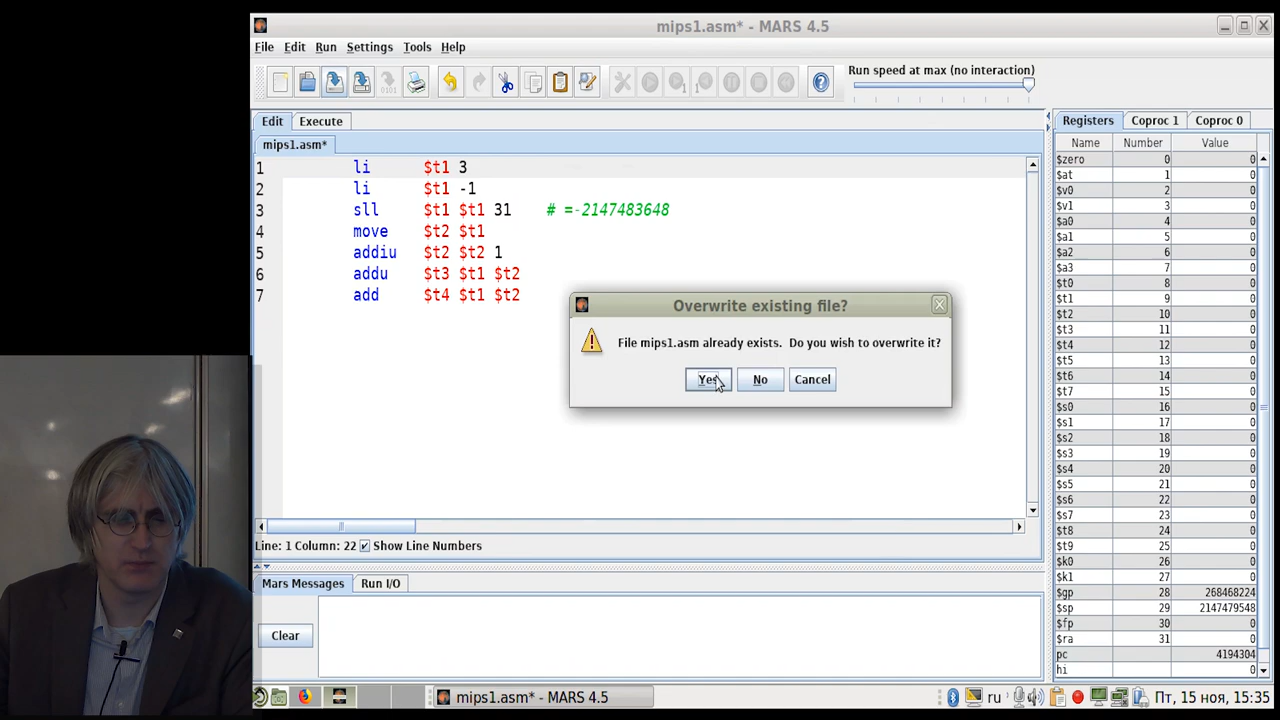 mips1.asm* - MARS 4.5
File Edit Run Settings Tools Help
Run speed at max (no interaction)
Edit Execute
mips1.asm*
1 li $t1 3
2 li $t1 -1
3 sll $t1 $t1 31 # =-2147483648
4 move $t2 $t1
5 addiu $t2 $t2 1
6 addu $t3 $t1 $t2
7 add $t4 $t1 $t2
Line: 1 Column: 22 Show Line Numbers
Overwrite existing file?
File mips1.asm already exists. Do you wish to overwrite it?
Yes No Cancel
Mars Messages Run I/O
Clear
Registers Coproc 1 Coproc 0
Name Number Value
$zero 0 0
$at 1 0
$v0 2 0
$v1 3 0
$a0 4 0
$a1 5 0
$a2 6 0
$a3 7 0
$t0 8 0
$t1 9 0
$t2 10 0
$t3 11 0
$t4 12 0
$t5 13 0
$t6 14 0
$t7 15 0
$s0 16 0
$s1 17 0
$s2 18 0
$s3 19 0
$s4 20 0
$s5 21 0
$s6 22 0
$s7 23 0
$t8 24 0
$t9 25 0
$k0 26 0
$k1 27 0
$gp 28 268468224
$sp 29 2147479548
$fp 30 0
$ra 31 0
pc 4194304
hi 0
mips1.asm* - MARS 4.5
ru
Пт, 15 ноя, 15:35